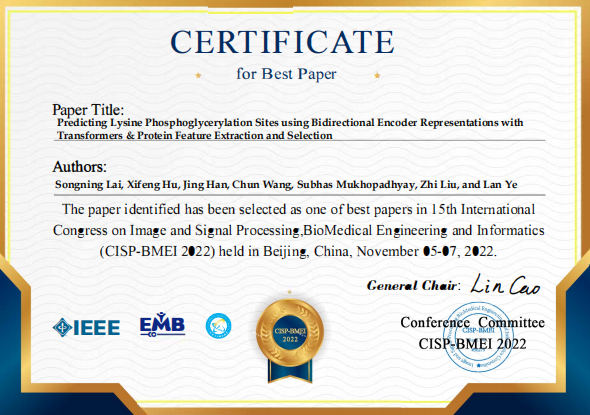 CERTIFICATE
for Best Paper
Paper Title:
Predicting Lysine Phosphoglycerylation Sites using Bidirectional Encoder Representations with
Transformers & Protein Feature Extraction and Selection
Authors:
Songning Lai, Xifeng Hu, Jing Han, Chun Wang, Subhas Mukhopadhyay, Zhi Liu, and Lan Ye
The paper identified has been selected as one of best papers in 15th International
Congress on Image and Signal Processing,BioMedical Engineering and Informatics
(CISP-BMEI 2022) held in Beijing, China, November 05-07, 2022.
General Chair: Lin Cao
IEEE
EMB
CISP-BMEI
2022
Conference Committee
CISP-BMEI
CISP-BMEI 2022